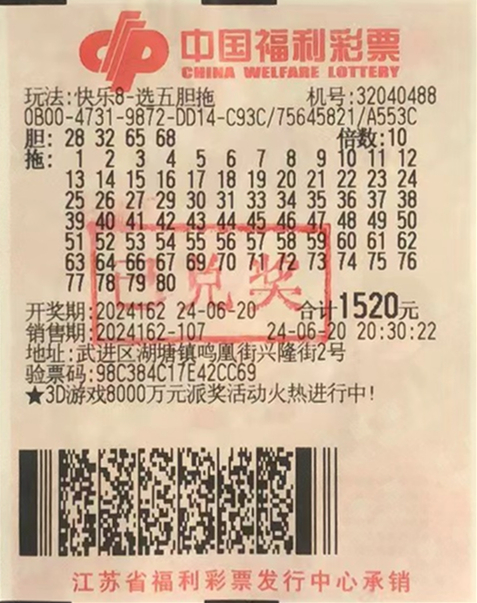 中国福利彩票
CHINA WELFARE LOTTERY
玩法:快乐8-选五胆拖 机号:32040488
0B00-4731-9872-DD14-C93C/75645821/A553C
胆: 28 32 65 68 倍数:10
拖: 1 2 3 4 5 6 7 8 9 10 11 12
13 14 15 16 17 18 19 20 21 22 23 24
25 26 27 29 30 31 33 34 35 36 37 38
39 40 41 42 43 44 45 46 47 48 49 50
51 52 53 54 55 56 57 58 59 60 61 62
63 64 66 67 69 70 71 72 73 74 75 76
77 78 79 80
已兑奖
开奖期:2024162 24-06-20 合计1520元
销售期:2024162-107 24-06-20 20:30:22
地址:武进区湖塘镇鸣凰街兴隆街2号
验票码:98C384C17E42CC69
★3D游戏8000万元派奖活动火热进行中!
江苏省福利彩票发行中心承销